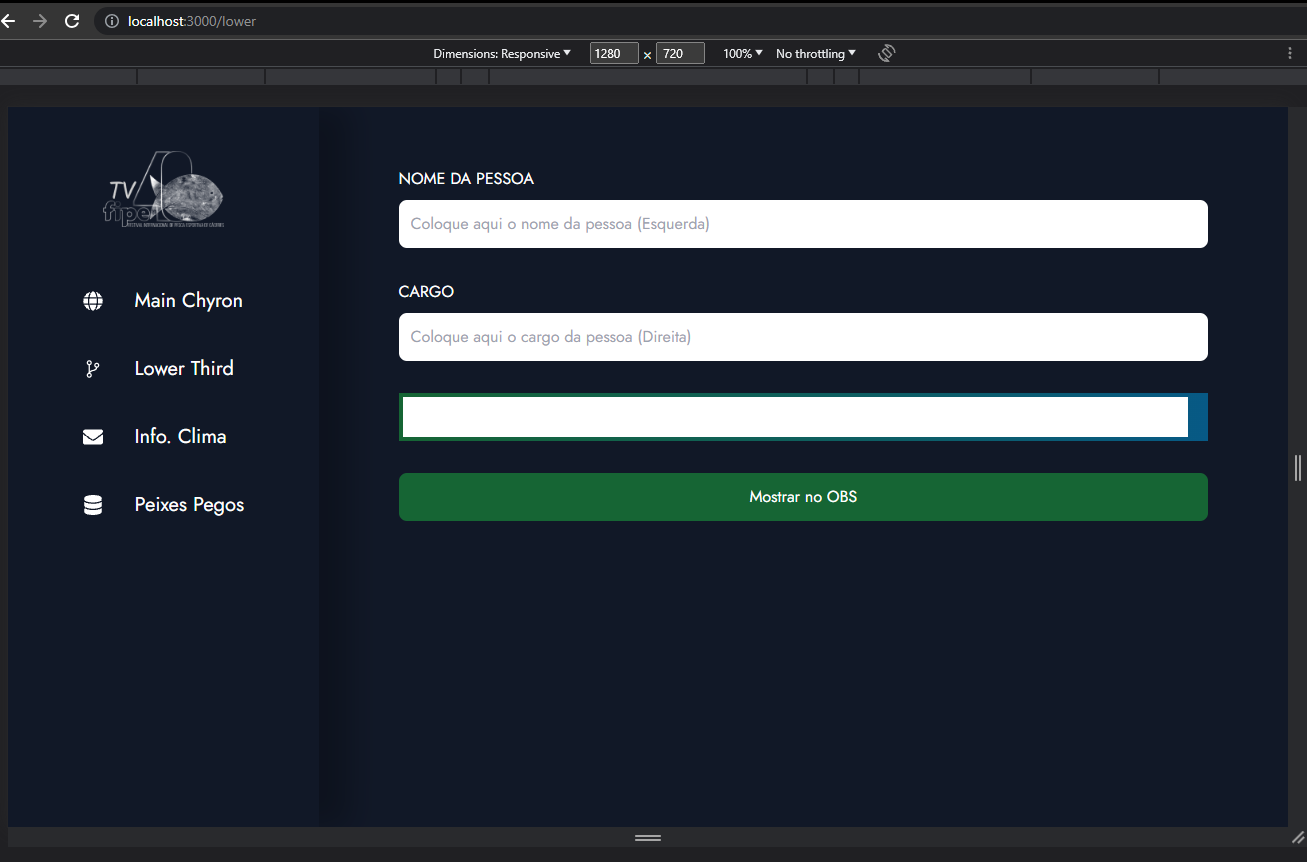 localhost:3000/lower
Dimensions: Responsive 1280 × 720 100% No throttling
TV
fipe
NOME DA PESSOA
Coloque aqui o nome da pessoa (Esquerda)
CARGO
Coloque aqui o cargo da pessoa (Direita)
Mostrar no OBS
Main Chyron
Lower Third
Info. Clima
Peixes Pegos